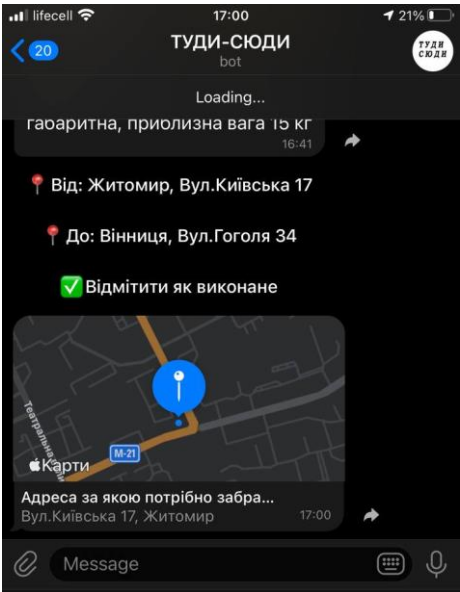 lifecell 17:00 21%
20 ТУДИ-СЮДИ
bot
ТУДИ
СЮДИ
Loading...
габаритна, приблизна вага 15 кг
16:41
Від: Житомир, Вул.Київська 17
До: Вінниця, Вул.Гоголя 34
Відмітити як виконане
Театральна
М-21
Карти
Адреса за якою потрібно забра...
Вул.Київська 17, Житомир 17:00
Message